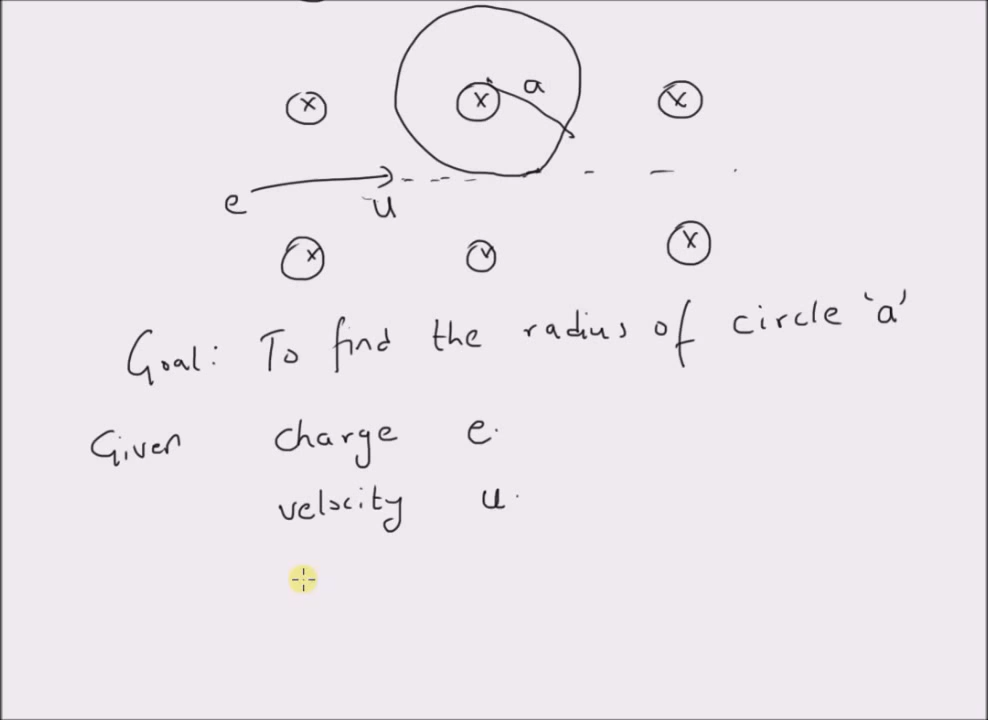 x x a x
e u
x x x
Goal: To find the radius of circle 'a'
Given charge e.
velocity u.